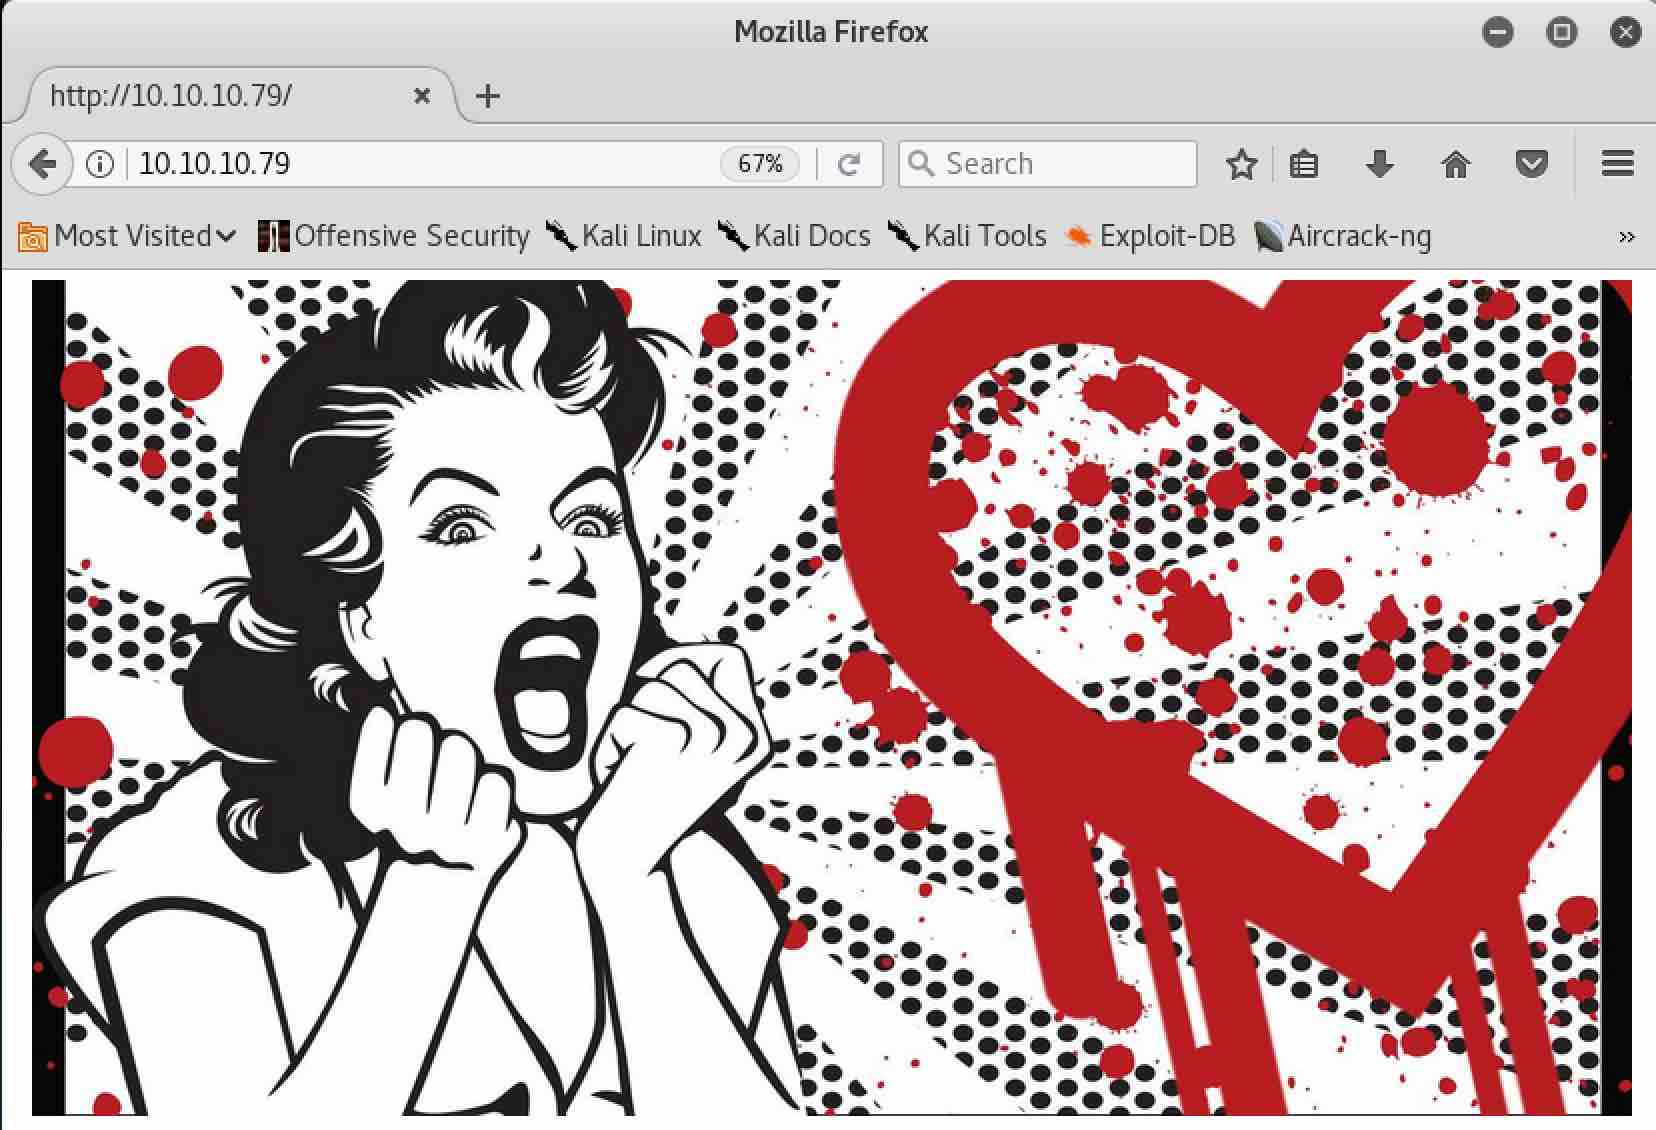 Mozilla Firefox
http://10.10.10.79/
10.10.10.79 67% Search
Most Visited Offensive Security Kali Linux Kali Docs Kali Tools Exploit-DB Aircrack-ng